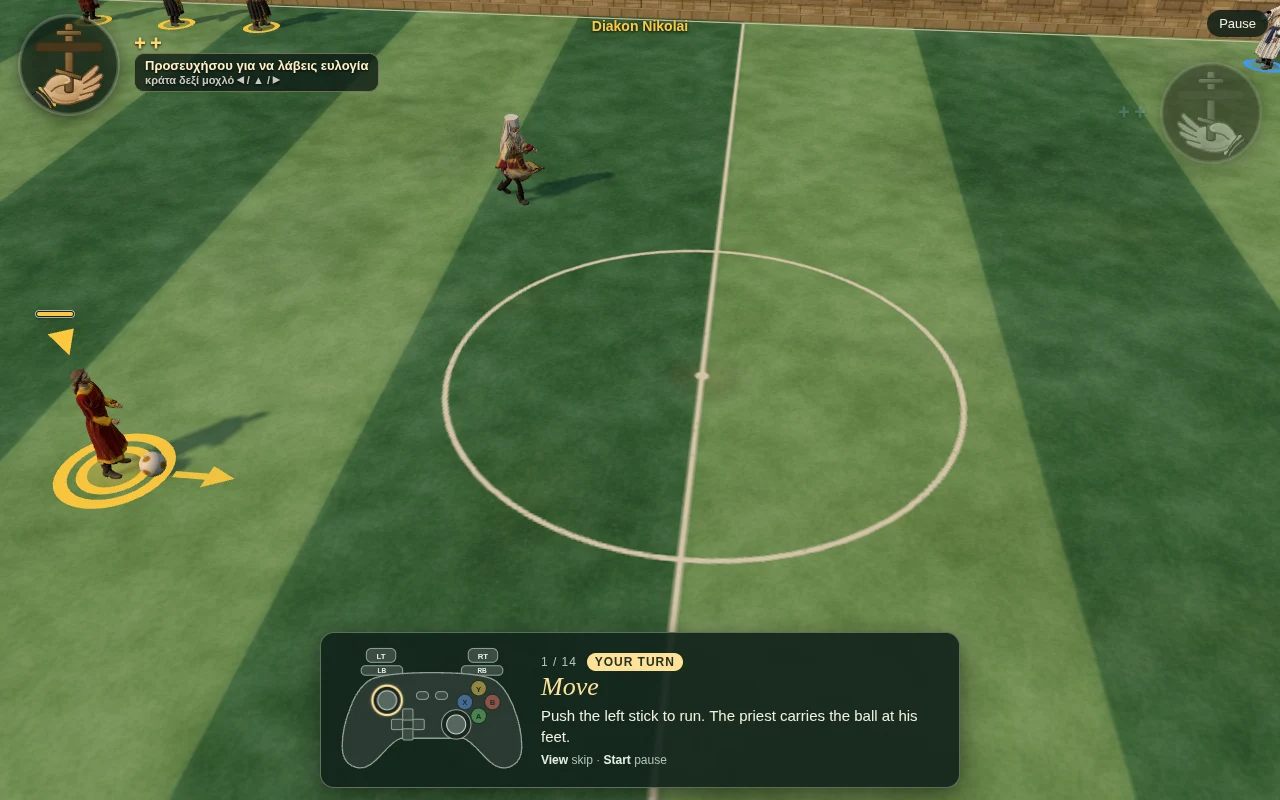 Diakon Nikolai
Pause
++
Προσευχήσου για να λάβεις ευλογία
κράτα δεξί μοχλό ◀ / ▲ / ▶
++
LT
RT
LB
RB
Y
X
B
A
1 / 14 YOUR TURN
Move
Push the left stick to run. The priest carries the ball at his
feet.
View skip · Start pause